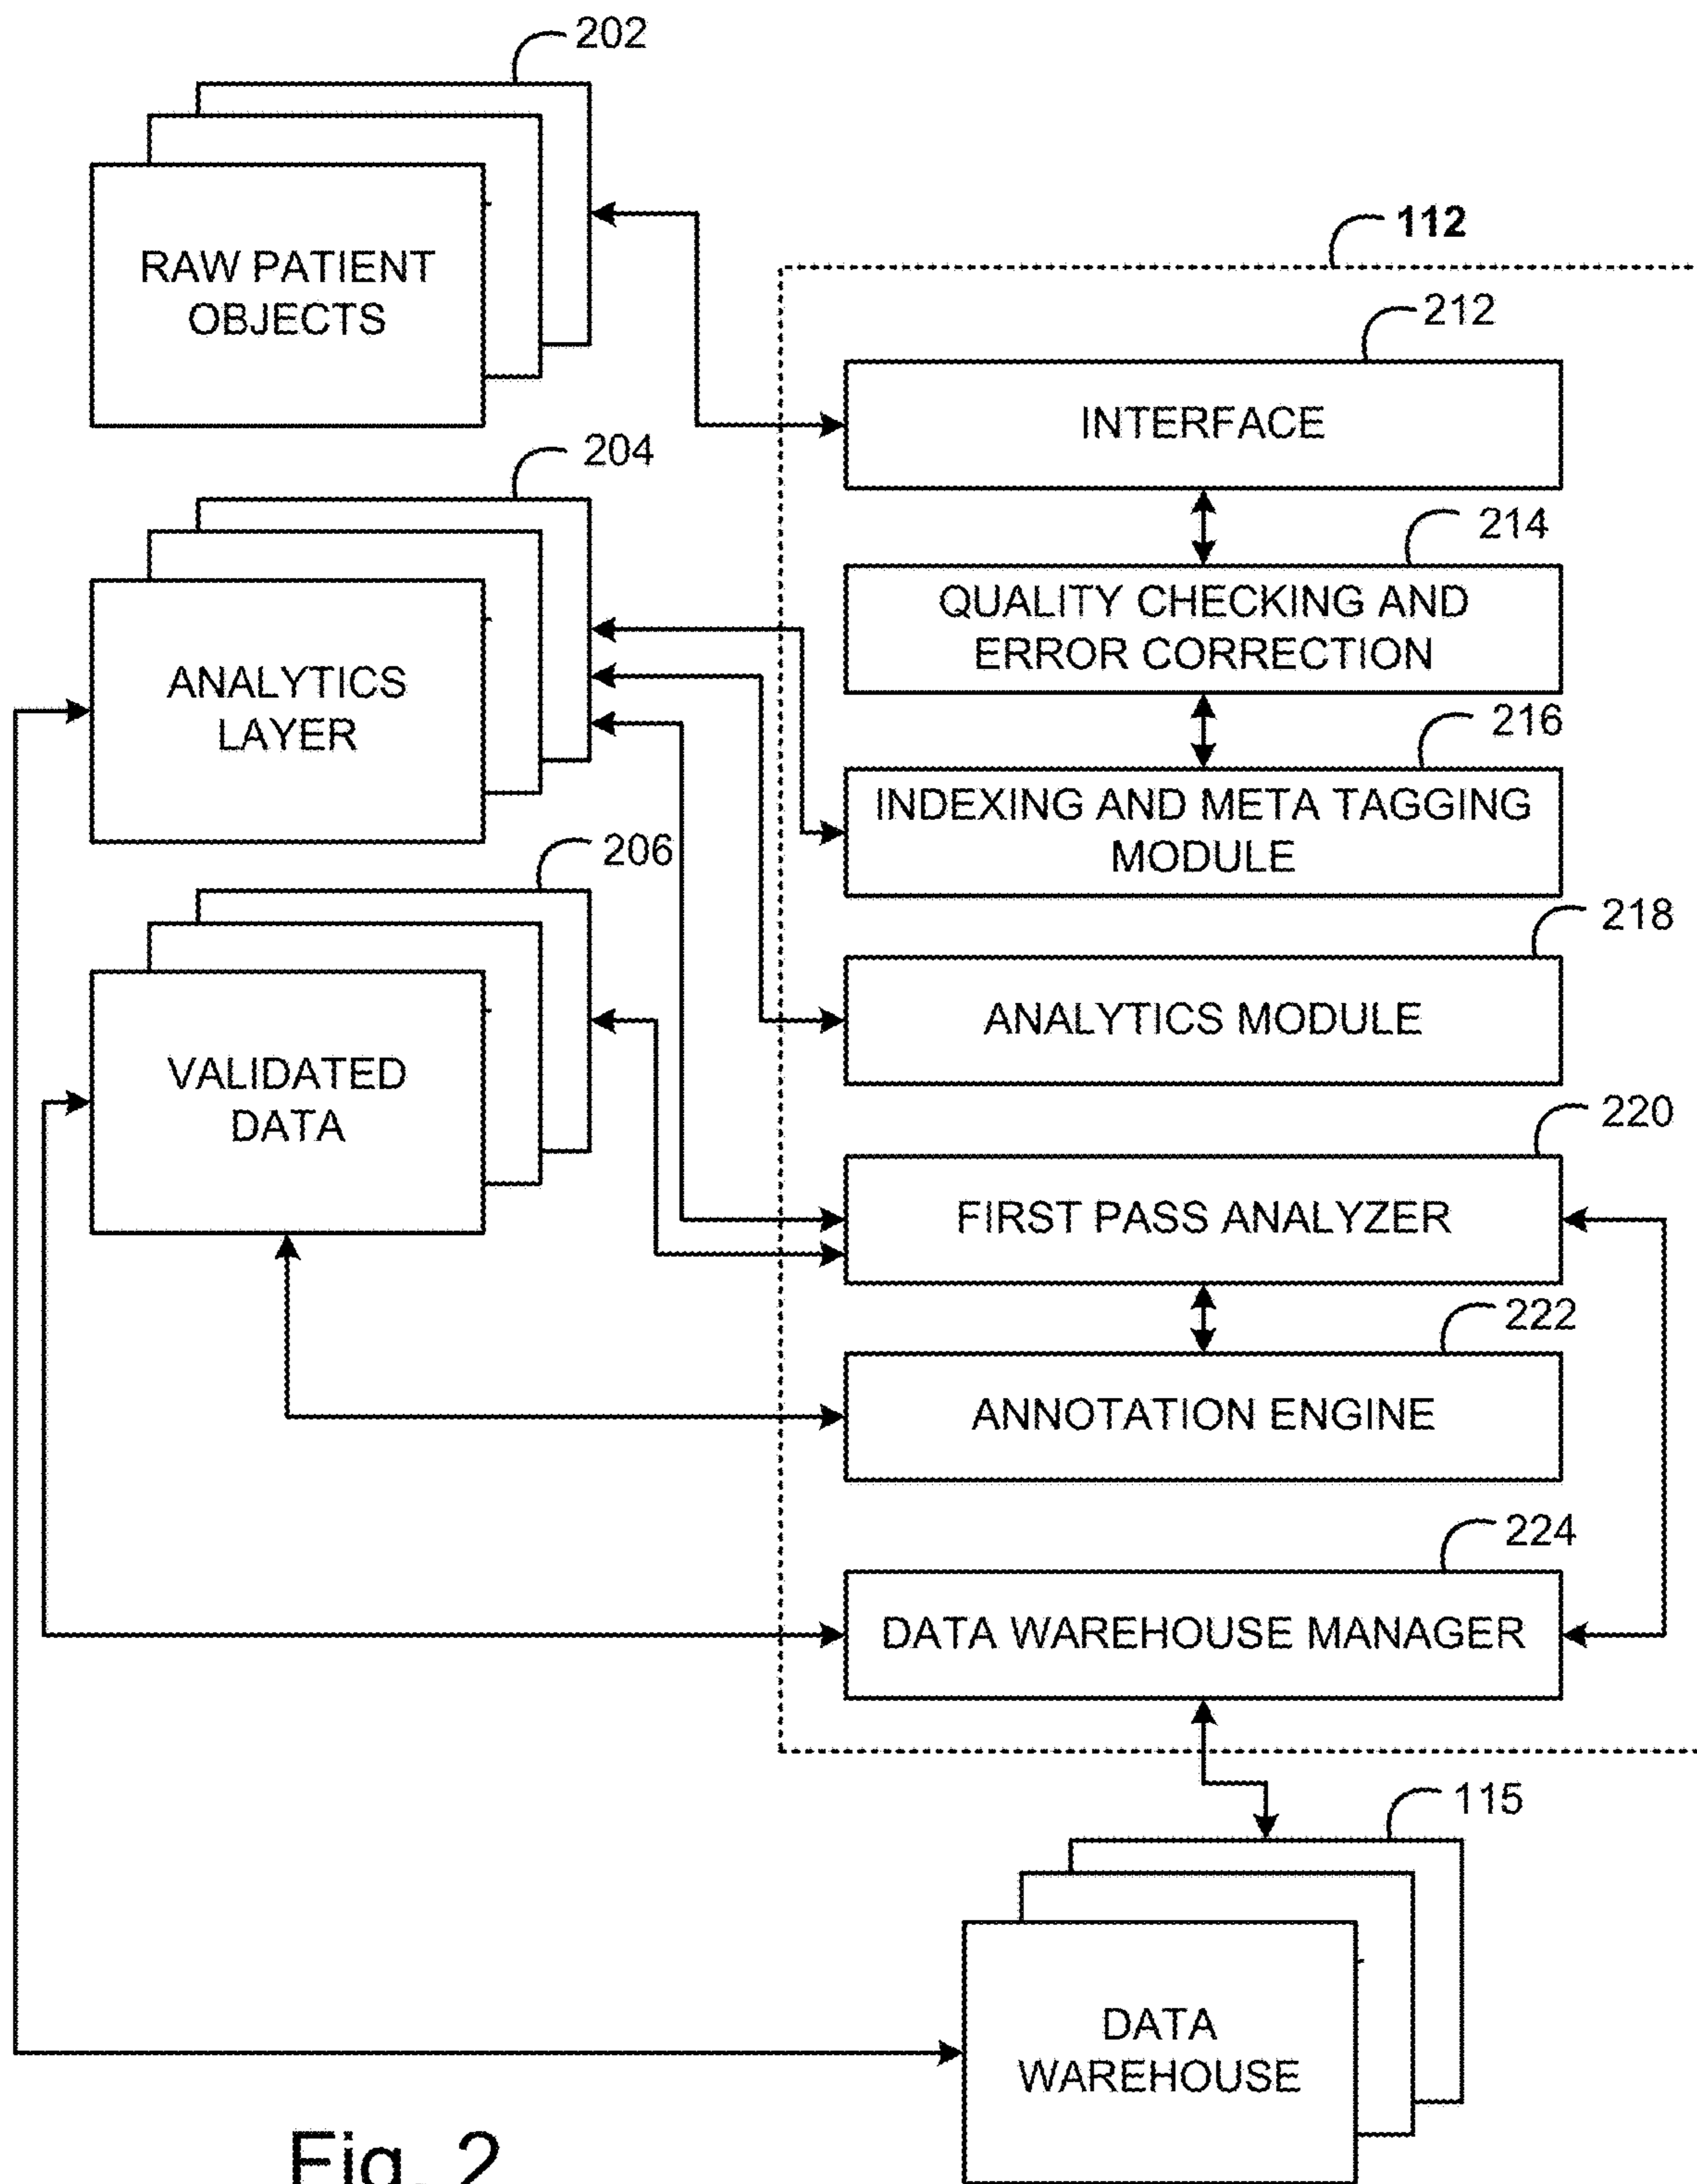 202
RAW PATIENT
OBJECTS
112
212
INTERFACE
204
214
QUALITY CHECKING AND
ERROR CORRECTION
ANALYTICS
LAYER
216
INDEXING AND META TAGGING
MODULE
206
218
ANALYTICS MODULE
VALIDATED
DATA
220
FIRST PASS ANALYZER
222
ANNOTATION ENGINE
224
DATA WAREHOUSE MANAGER
115
DATA
WAREHOUSE
Fig. 2